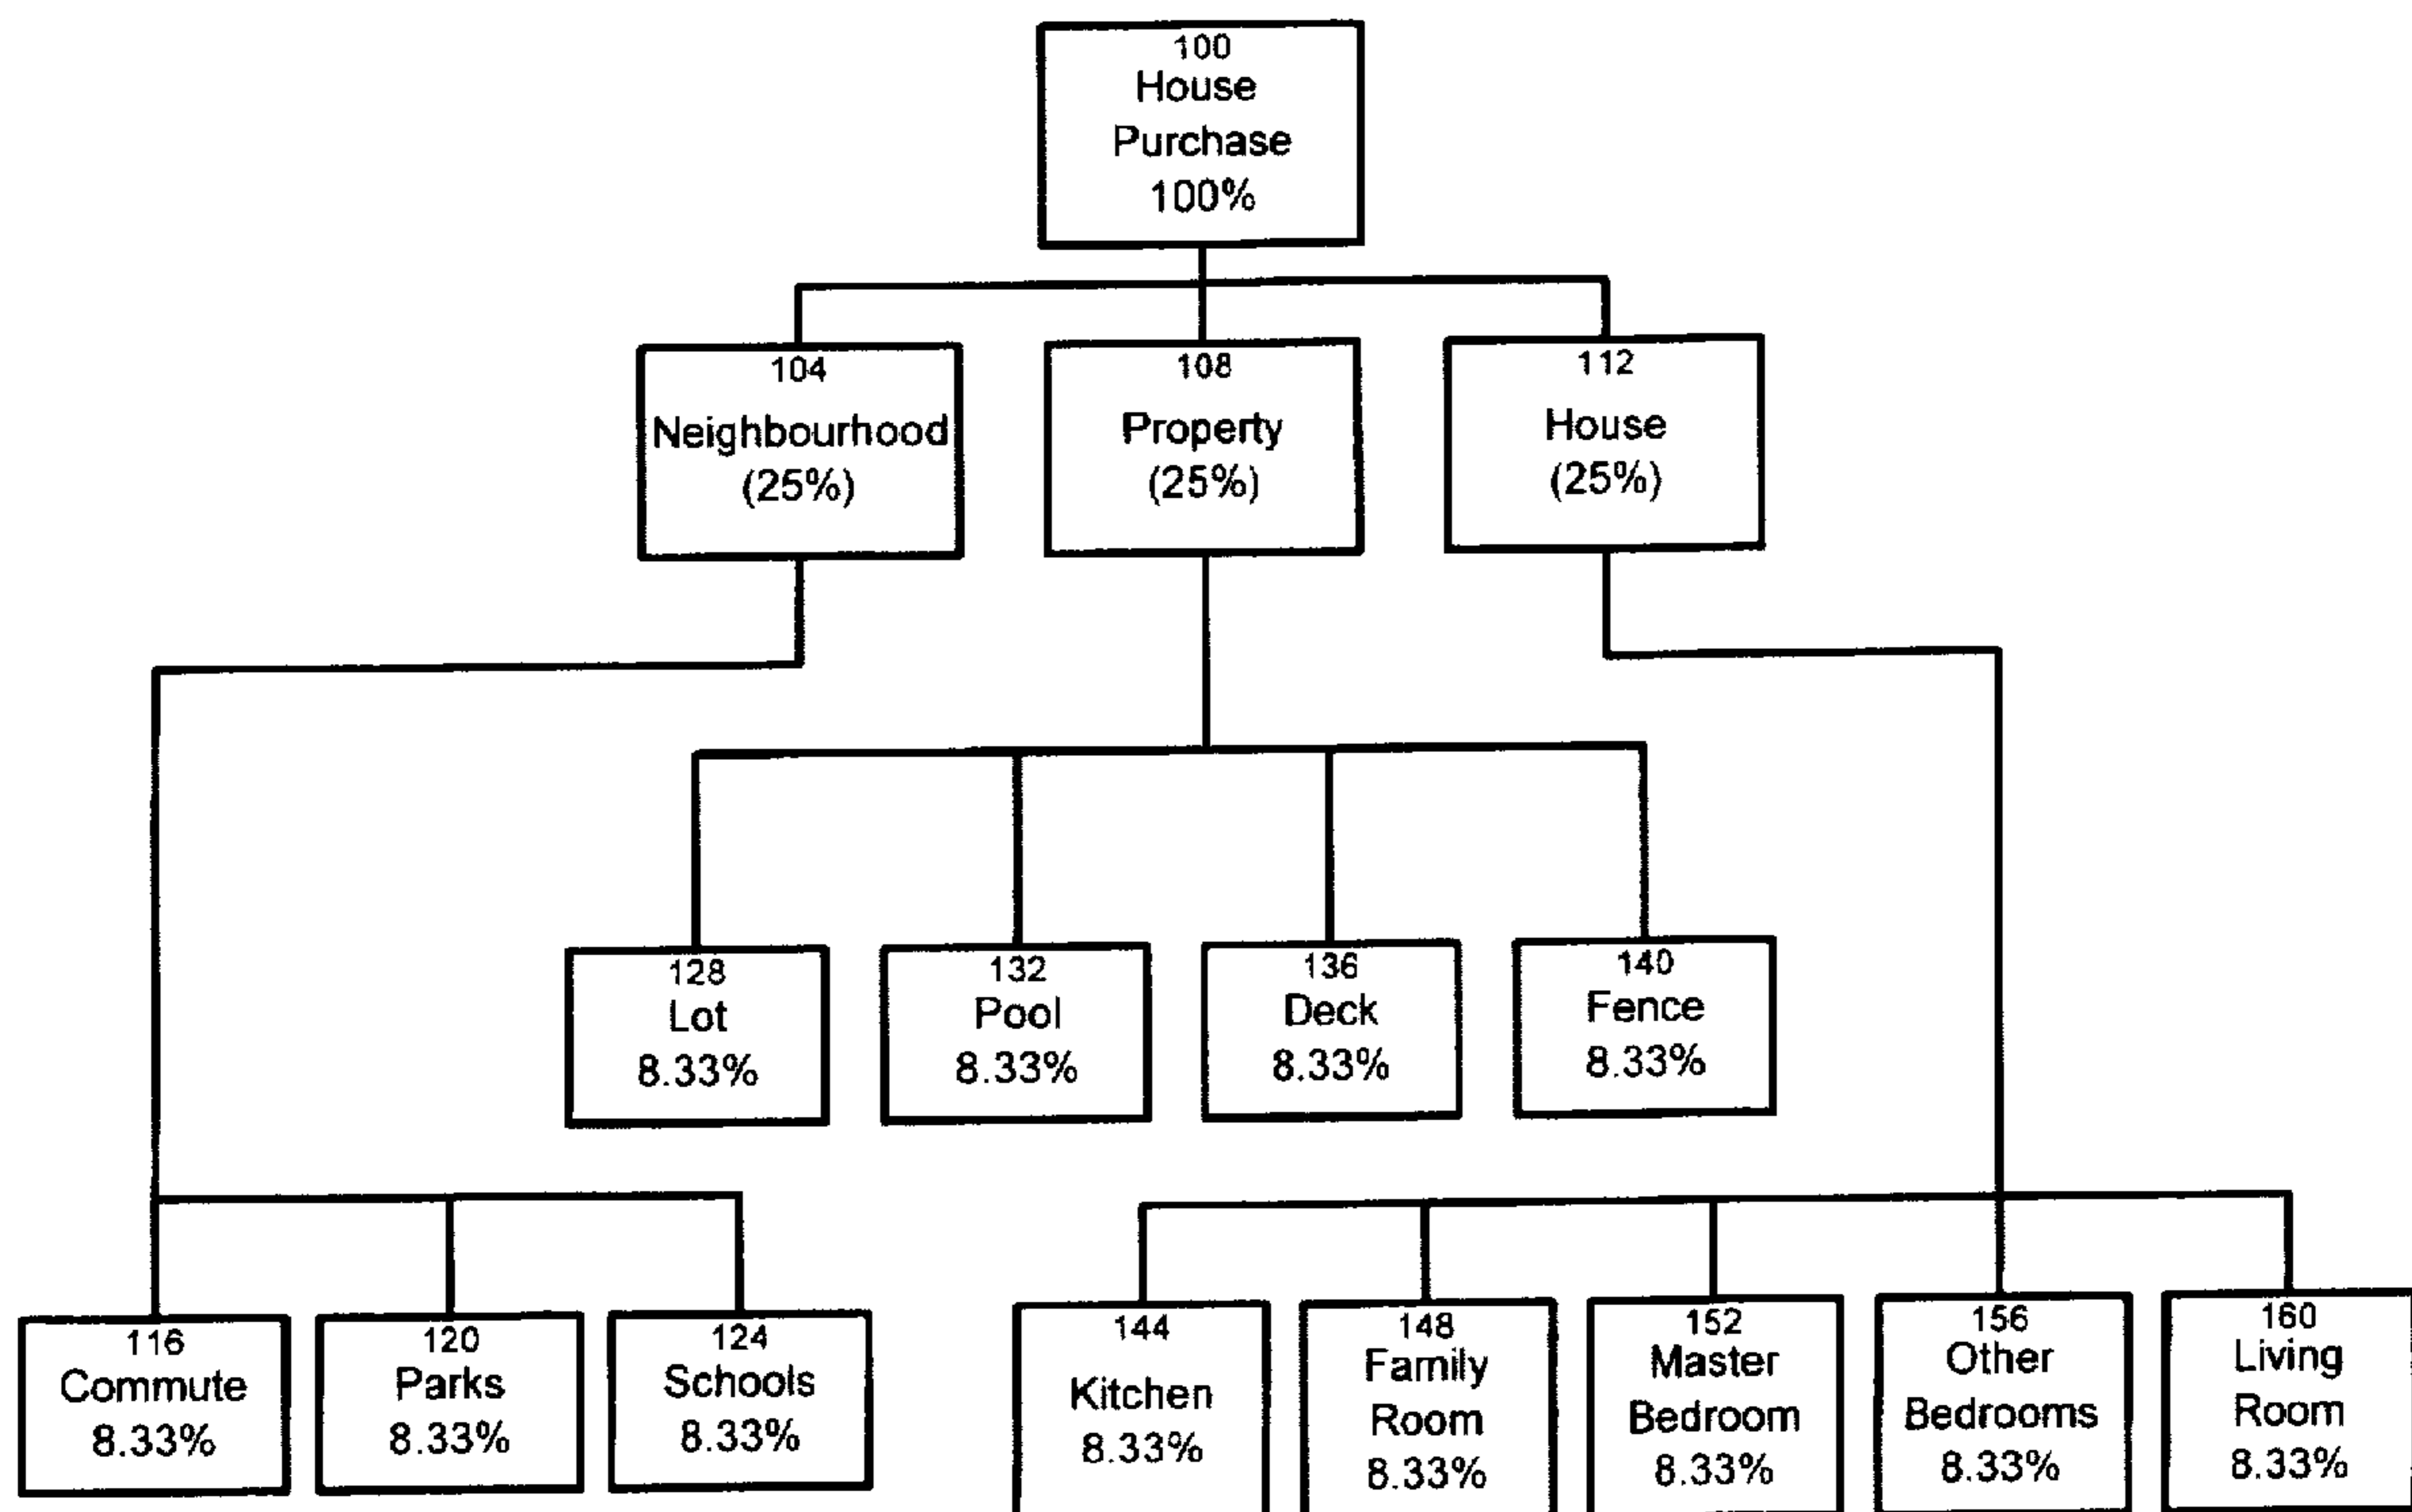 100
House
Purchase
100%
104
Neighbourhood
(25%)
108
Property
(25%)
112
House
(25%)
128
Lot
8.33%
132
Pool
8.33%
136
Deck
8.33%
140
Fence
8.33%
116
Commute
8.33%
120
Parks
8.33%
124
Schools
8.33%
144
Kitchen
8.33%
148
Family
Room
8.33%
152
Master
Bedroom
8.33%
156
Other
Bedrooms
8.33%
160
Living
Room
8.33%